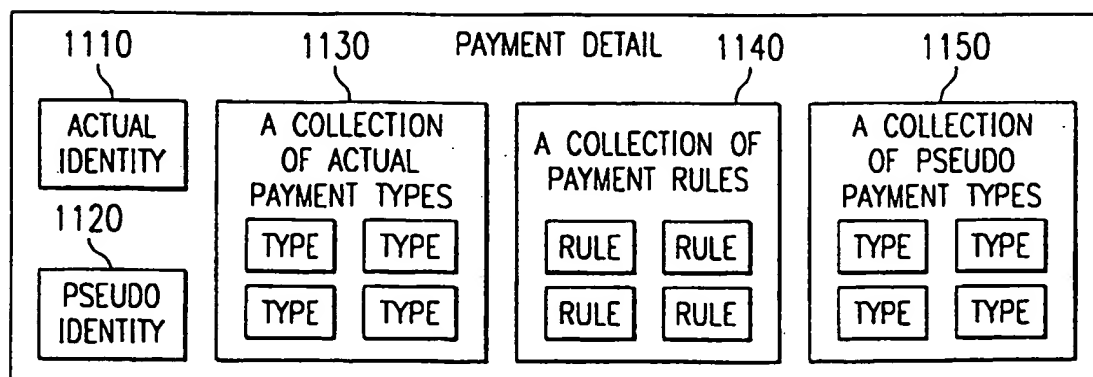 PAYMENT DETAIL
1110
ACTUAL
IDENTITY
1120
PSEUDO
IDENTITY
1130
A COLLECTION
OF ACTUAL
PAYMENT TYPES
TYPE TYPE
TYPE TYPE
1140
A COLLECTION OF
PAYMENT RULES
RULE RULE
RULE RULE
1150
A COLLECTION
OF PSEUDO
PAYMENT TYPES
TYPE TYPE
TYPE TYPE